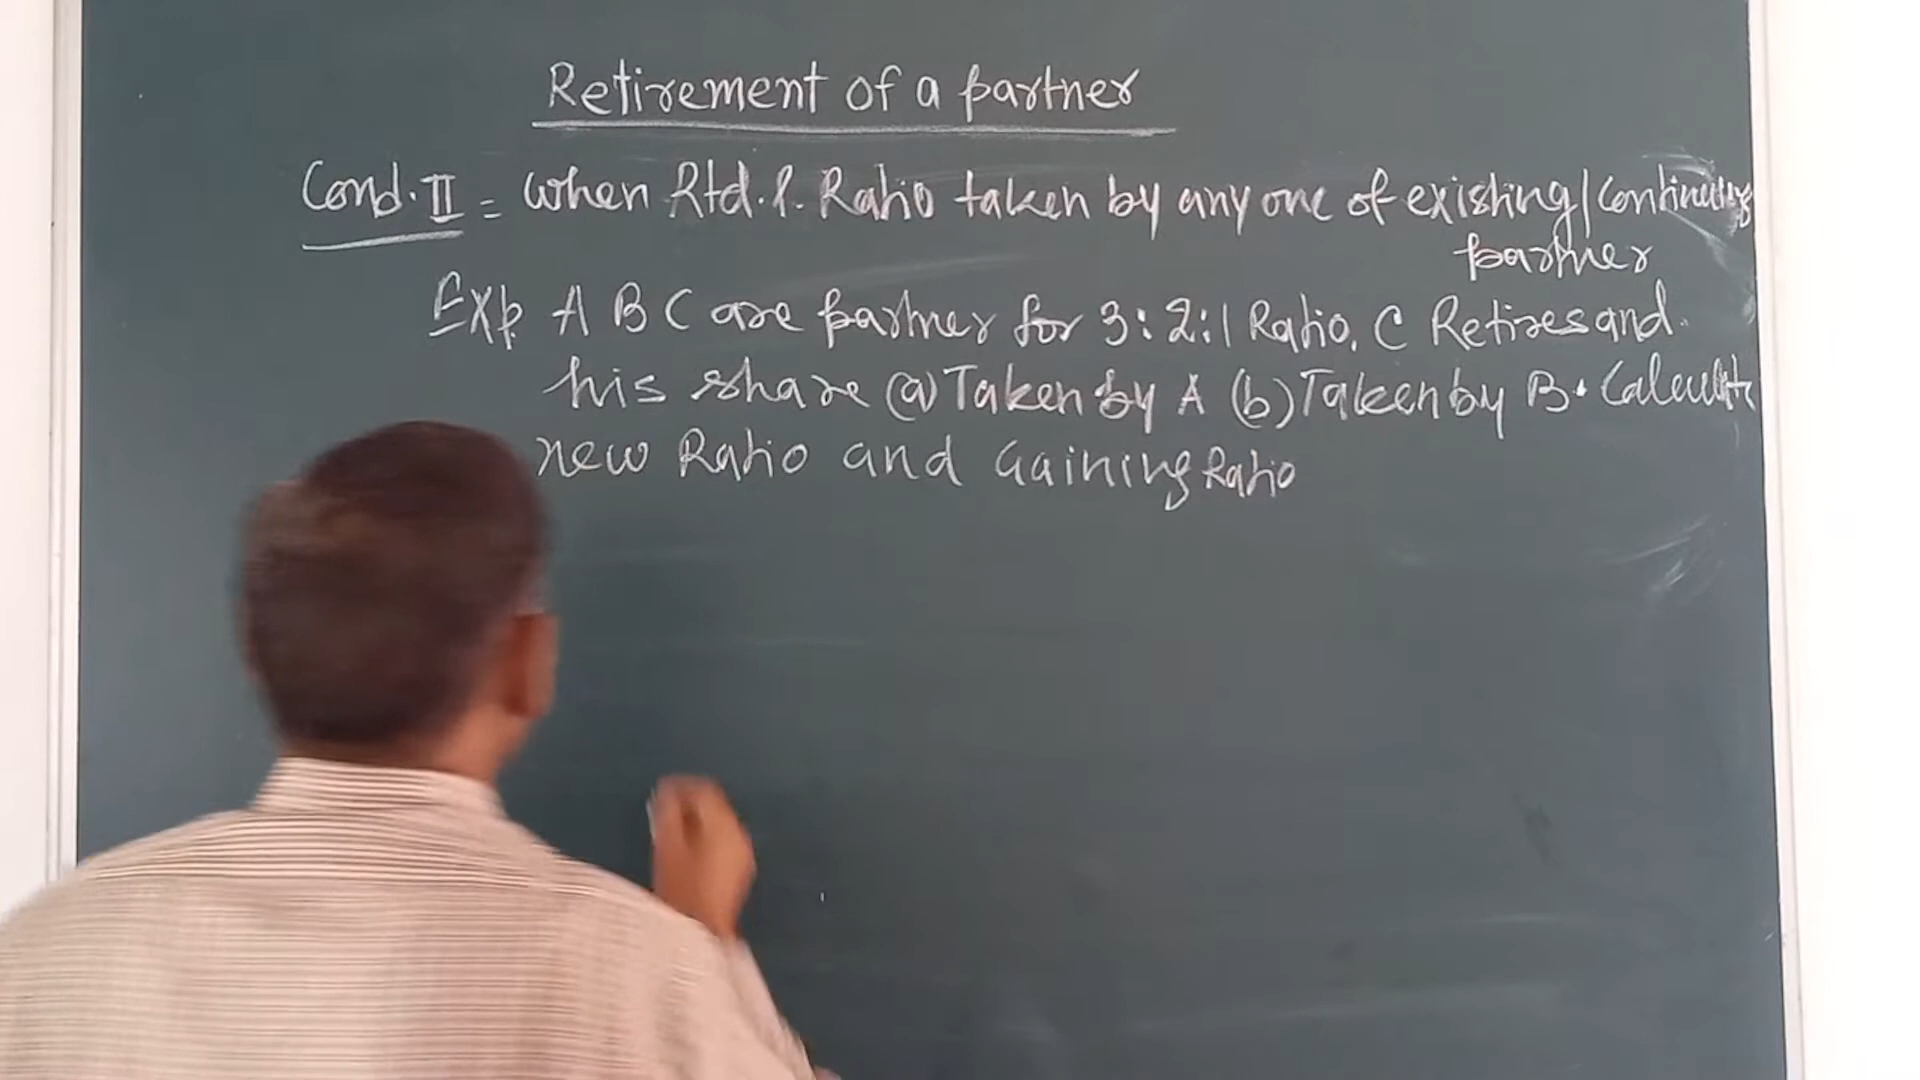 Retirement of a partner
Cond. II = when Rtd. P. Ratio taken by any one of existing/Continuing
partner
Exp A B C are partner for 3:2:1 Ratio. C Retires and
his share (a) Taken by A (b) Taken by B. Calculate
new Ratio and Gaining Ratio